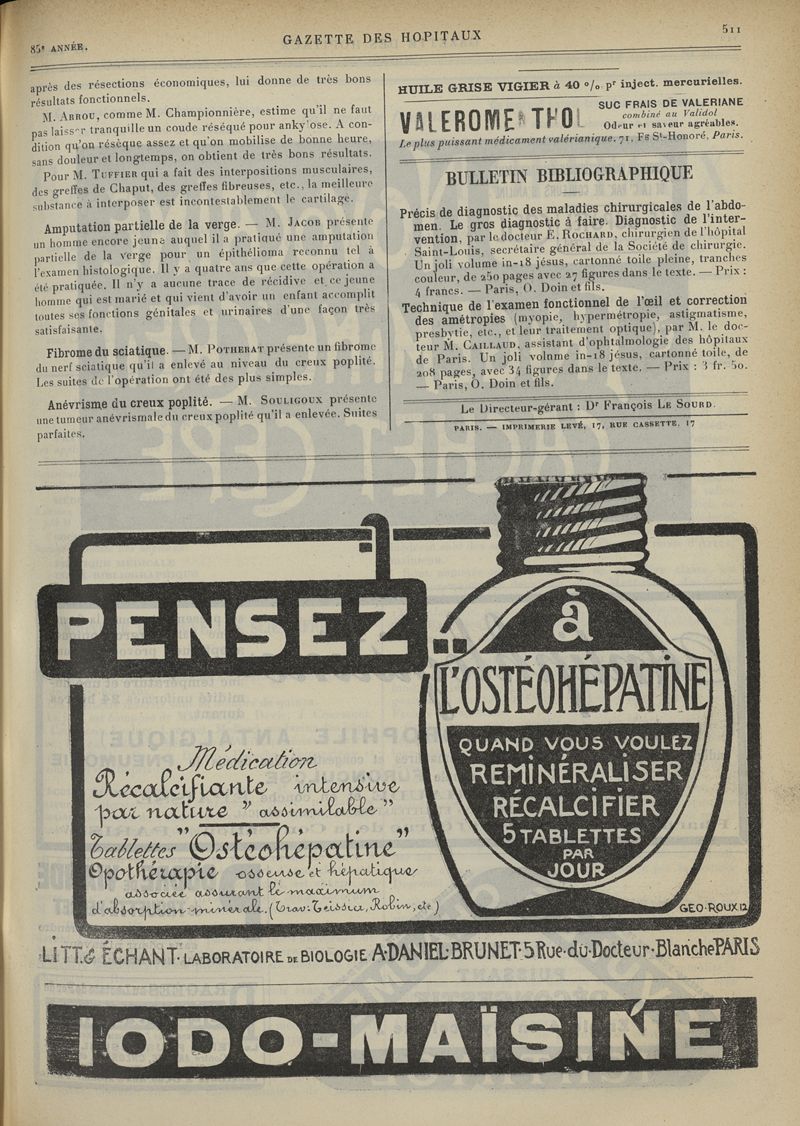 85e ANNÉE.
GAZETTE DES HOPITAUX
511
après des résections économiques, lui donne de très bons
résultats fonctionnels.
M. ARROU, comme M. Championnière, estime qu'il ne faut
pas laisser tranquille un coude réséqué pour ankylose. A con-
dition qu'on résèque assez et qu'on mobilise de bonne heure,
sans douleur et longtemps, on obtient de très bons résultats.
Pour M. TUFFIER qui a fait des interpositions musculaires,
des greffes de Chaput, des greffes fibreuses, etc., la meilleure
substance à interposer est incontestablement le cartilage.
Amputation partielle de la verge. — M. JACOB présente
un homme encore jeune auquel il a pratiqué une amputation
partielle de la verge pour un épithélioma reconnu tel à
l'examen histologique. Il y a quatre ans que cette opération a
été pratiquée. Il n'y a aucune trace de récidive et ce jeune
homme qui est marié et qui vient d'avoir un enfant accomplit
toutes ses fonctions génitales et urinaires d'une façon très
satisfaisante.
Fibrome du sciatique. — M. POTHERAT présente un fibrome
du nerf sciatique qu'il a enlevé au niveau du creux poplité.
Les suites de l'opération ont été des plus simples.
Anévrisme du creux poplité. — M. SOULIGOUX présente
une tumeur anévrismale du creux poplité qu'il a enlevée. Suites
parfaites.
HUILE GRISE VIGIER à 40 o/o pr inject. mercurielles.
VALEROME THOL
SUC FRAIS DE VALERIANE
combiné au Validol
Odeur et saveur agréables.
Le plus puissant médicament valérianique. 71, Fg St-Honoré, Paris.
BULLETIN BIBLIOGRAPHIQUE
Précis de diagnostic des maladies chirurgicales de l'abdo-
men. Le gros diagnostic à faire. Diagnostic de l'inter-
vention, par le docteur E. ROCHARD, chirurgien de l'hôpital
Saint-Louis, secrétaire général de la Société de chirurgie.
Un joli volume in-18 jésus, cartonné toile pleine, tranches
couleur, de 250 pages avec 27 figures dans le texte. — Prix :
4 francs. — Paris, O. Doin et fils.
Technique de l'examen fonctionnel de l'œil et correction
des amétropies (myopie, hypermétropie, astigmatisme,
presbytie, etc., et leur traitement optique), par M. le doc-
teur M. CAILLAUD, assistant d'ophtalmologie des hôpitaux
de Paris. Un joli volume in-18 jésus, cartonné toile, de
208 pages, avec 34 figures dans le texte. — Prix : 3 fr. 50.
— Paris, O. Doin et fils.
Le Directeur-gérant : Dr François LE SOURD.
PARIS. — IMPRIMERIE LEVÉ, 17, RUE CASSETTE, 17
PENSEZ..
à
L'OSTÉOHÉPATINE
QUAND VOUS VOULEZ
REMINÉRALISER
RÉCALCIFIER
5 TABLETTES
PAR
JOUR
GEO·ROUX 12
Médication
Récalcifiante intensive
par nature "assimilable"
Tablettes "Ostéohépatine"
Opothérapie osseuse et hépatique
associée assurant le maximum
d'absorption minérale. (Trav: Teissier, Robin, etc)
LITT. & ÉCHANT· LABORATOIRE DE BIOLOGIE A·DANIEL·BRUNET·5 Rue·du·Docteur·Blanche PARIS
IODO-MAÏSINE